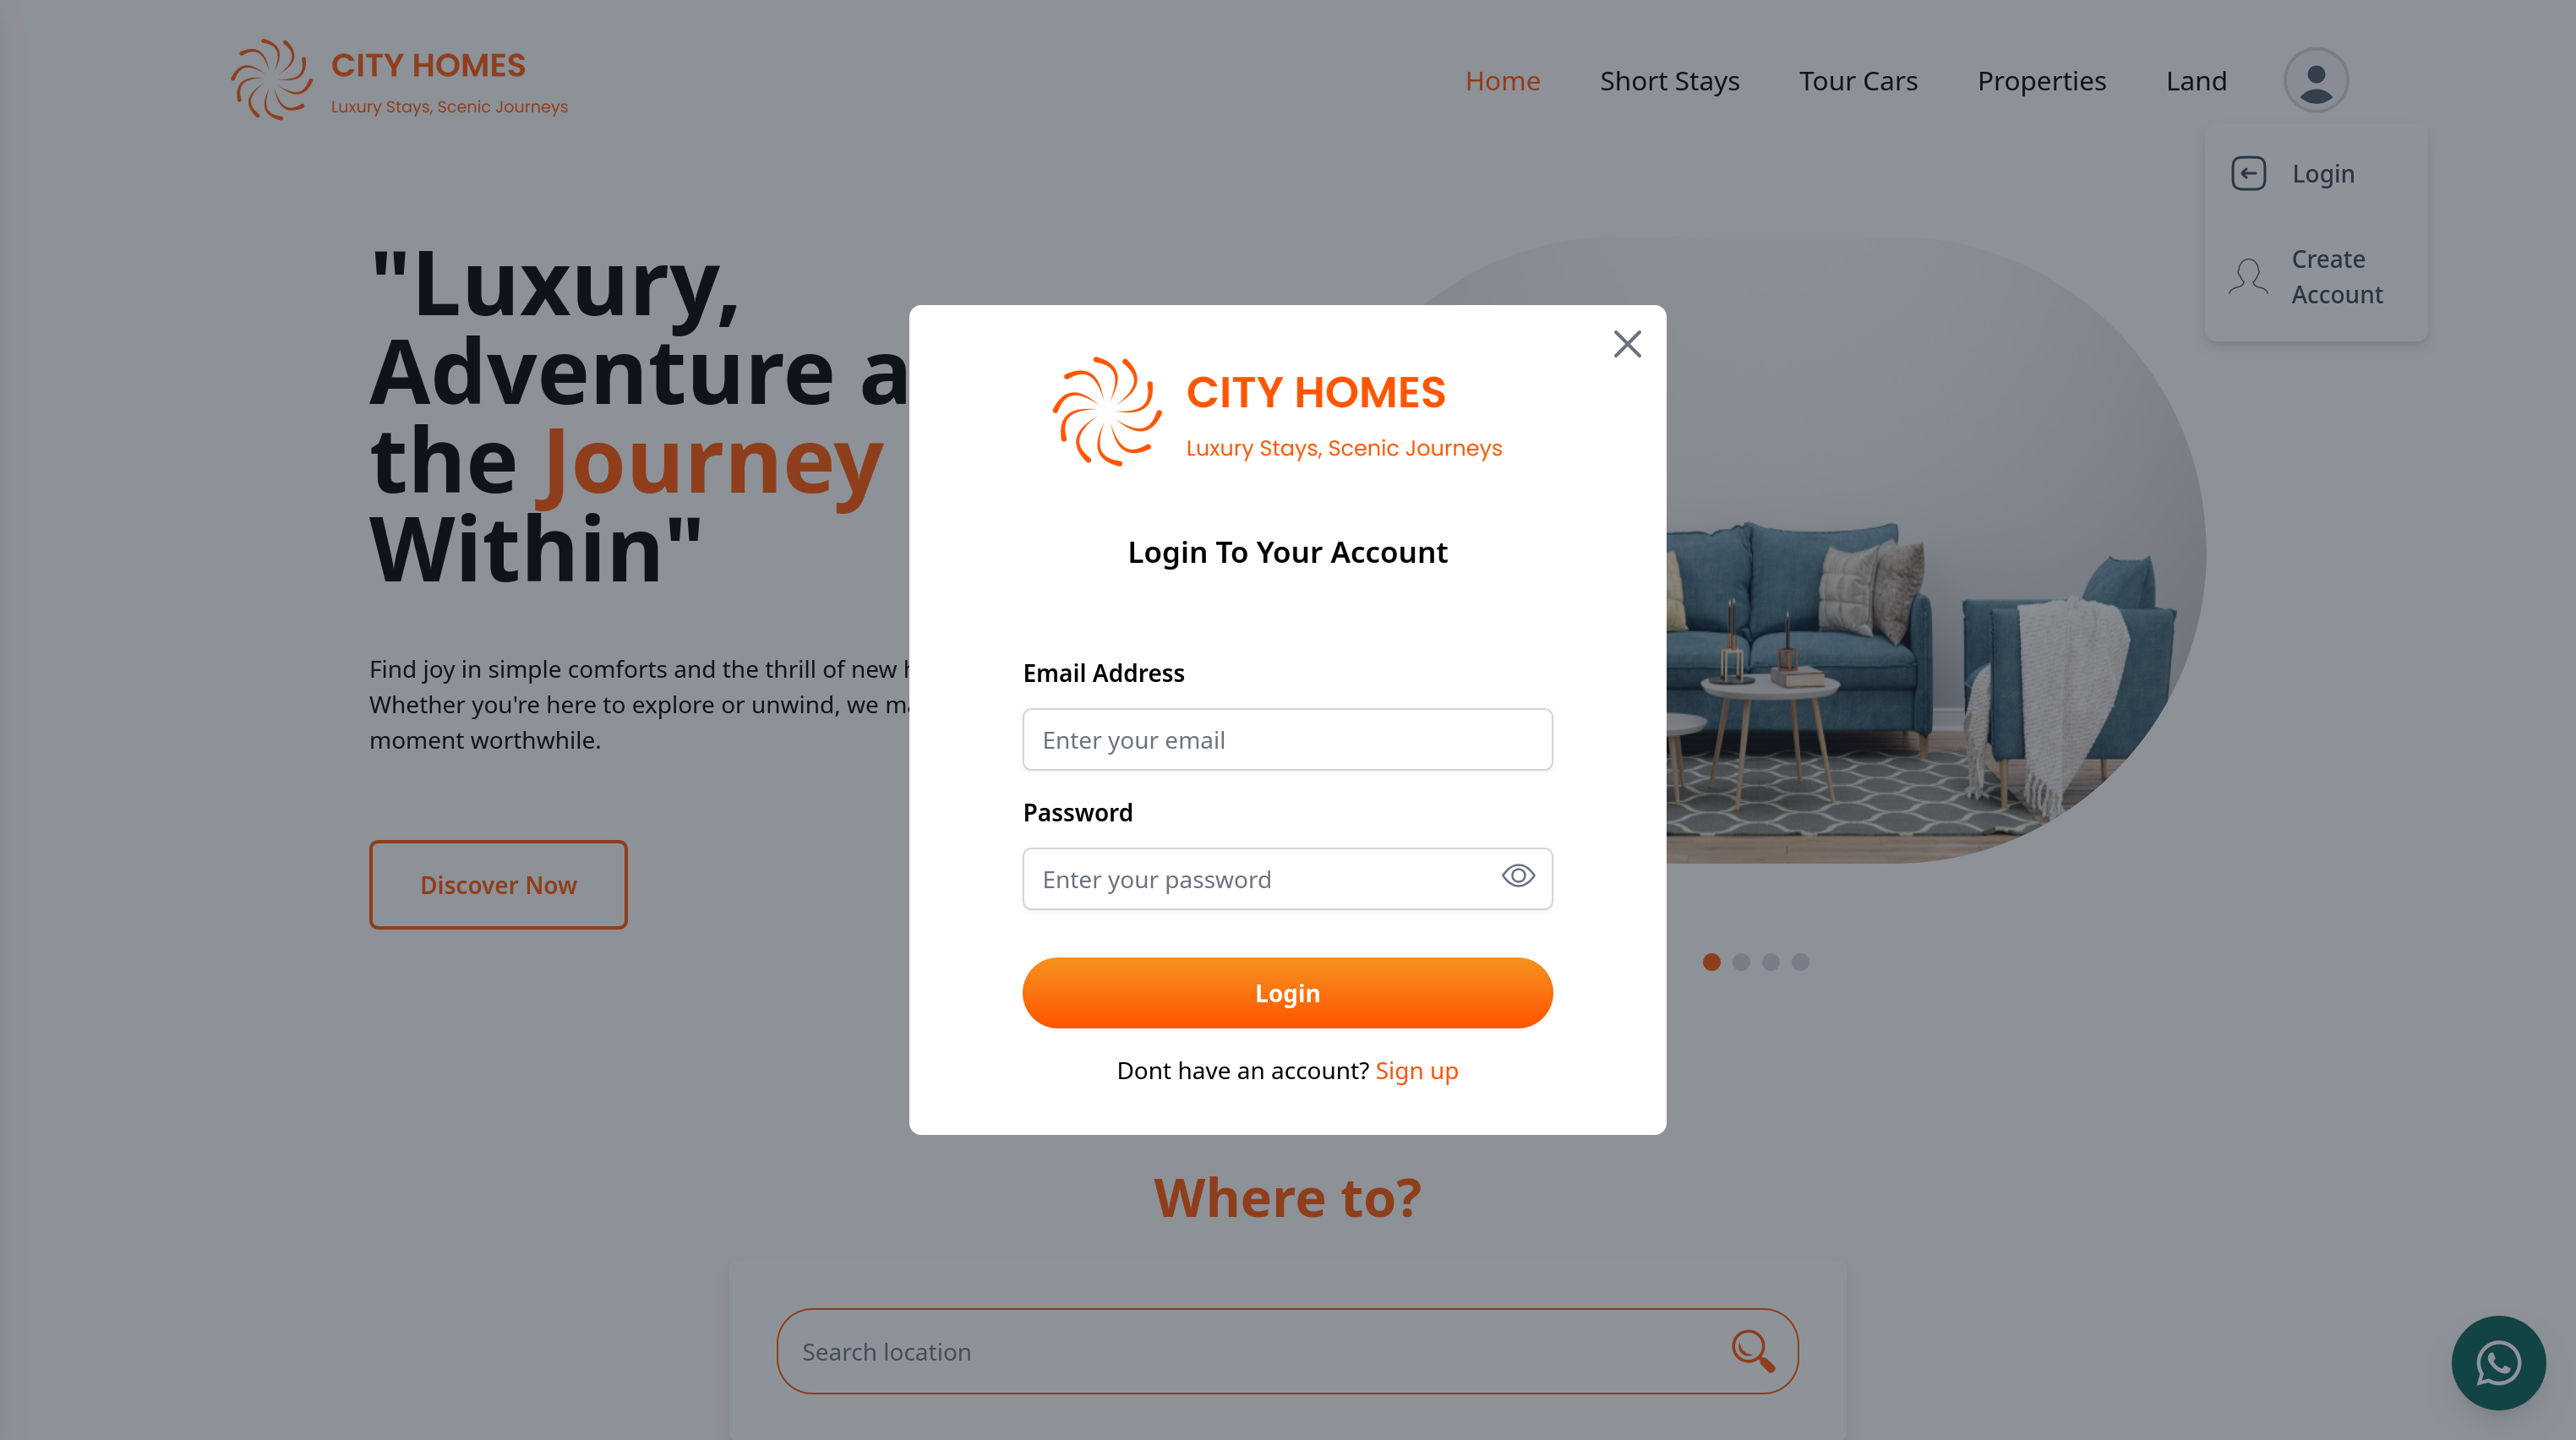 CITY HOMES
Luxury Stays, Scenic Journeys
Home
Short Stays
Tour Cars
Properties
Land
Login
Create
Account
"Luxury,
Adventure a
the Journey
Within"
Find joy in simple comforts and the thrill of new
Whether you're here to explore or unwind, we
moment worthwhile.
Discover Now
CITY HOMES
Luxury Stays, Scenic Journeys
Login To Your Account
Email Address
Enter your email
Password
Enter your password
Login
Dont have an account? Sign up
Where to?
Search location